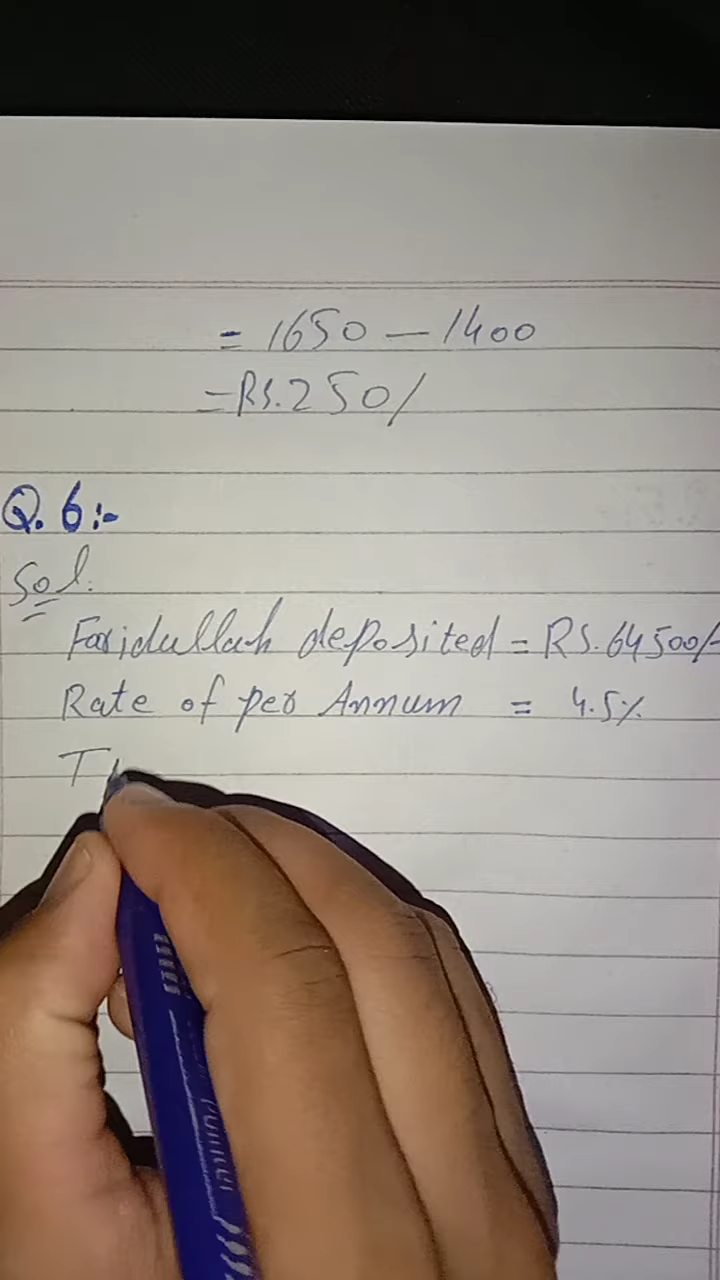 = 1650 — 1400
= Rs. 250/
Q. 6:-
Sol.
Faridullah deposited = RS. 64500/-
Rate of per Annum = 4.5%